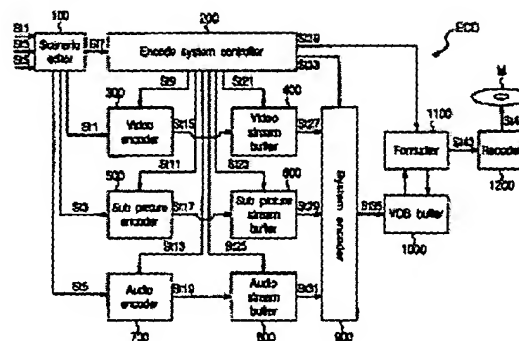 100
200
ECD
St1
St3
St5
Scenario
editor
St7
Encode system controller
St39
St33
St9
St21
M
300
400
St1
Video
encoder
St15
Video stream
buffer
St27
1100
St41
St11
St23
Formatter
St43
Recorder
500
600
1200
St3
Sub picture
encoder
St17
Sub picture
stream
buffer
St29
System encoder
St35
VOB buffer
1000
St13
St25
St5
Audio
encoder
St19
Audio
stream
buffer
St31
700
800
900